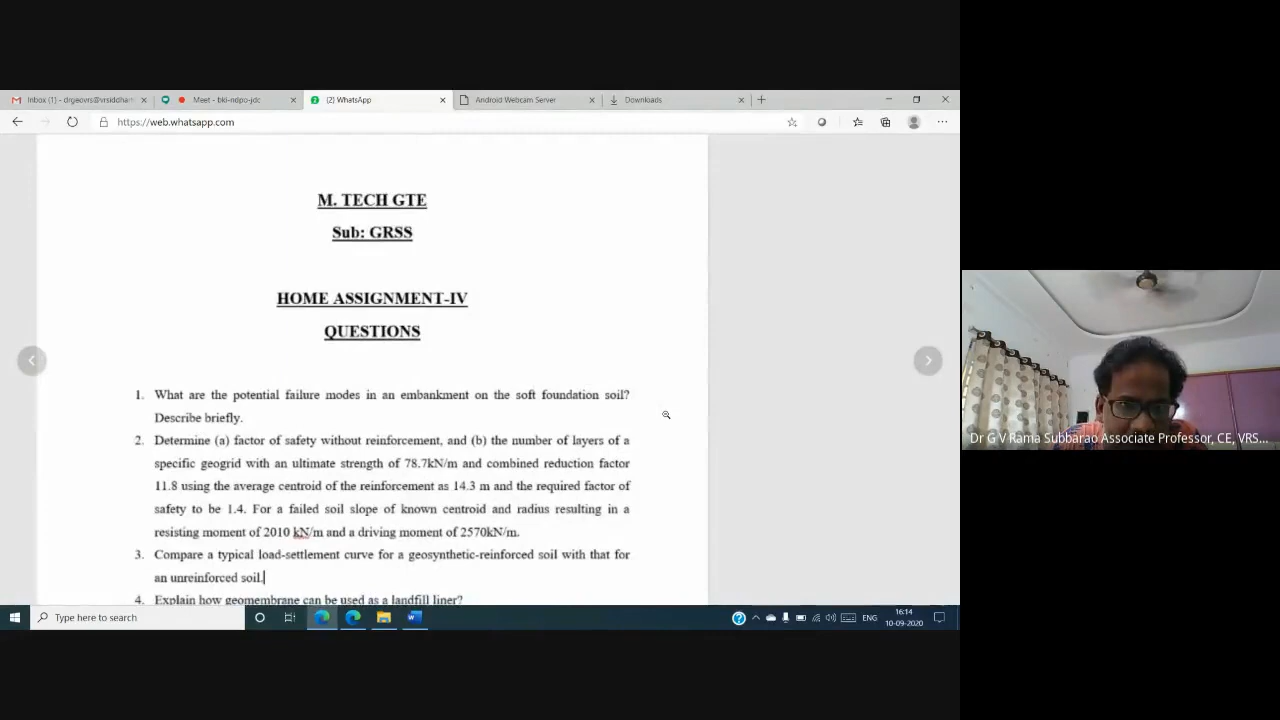 Inbox (1) - drgeovrs@vrsiddhar
Meet - bki-ndpo-jdc
(2) WhatsApp
Android Webcam Server
Downloads
https://web.whatsapp.com
M. TECH GTE
Sub: GRSS
HOME ASSIGNMENT-IV
QUESTIONS
1. What are the potential failure modes in an embankment on the soft foundation soil?
Describe briefly.
2. Determine (a) factor of safety without reinforcement, and (b) the number of layers of a
specific geogrid with an ultimate strength of 78.7kN/m and combined reduction factor
11.8 using the average centroid of the reinforcement as 14.3 m and the required factor of
safety to be 1.4. For a failed soil slope of known centroid and radius resulting in a
resisting moment of 2010 kN/m and a driving moment of 2570kN/m.
3. Compare a typical load-settlement curve for a geosynthetic-reinforced soil with that for
an unreinforced soil.
4. Explain how geomembrane can be used as a landfill liner?
Dr G V Rama Subbarao Associate Professor, CE, VRS...
Type here to search
ENG
16:14
10-09-2020